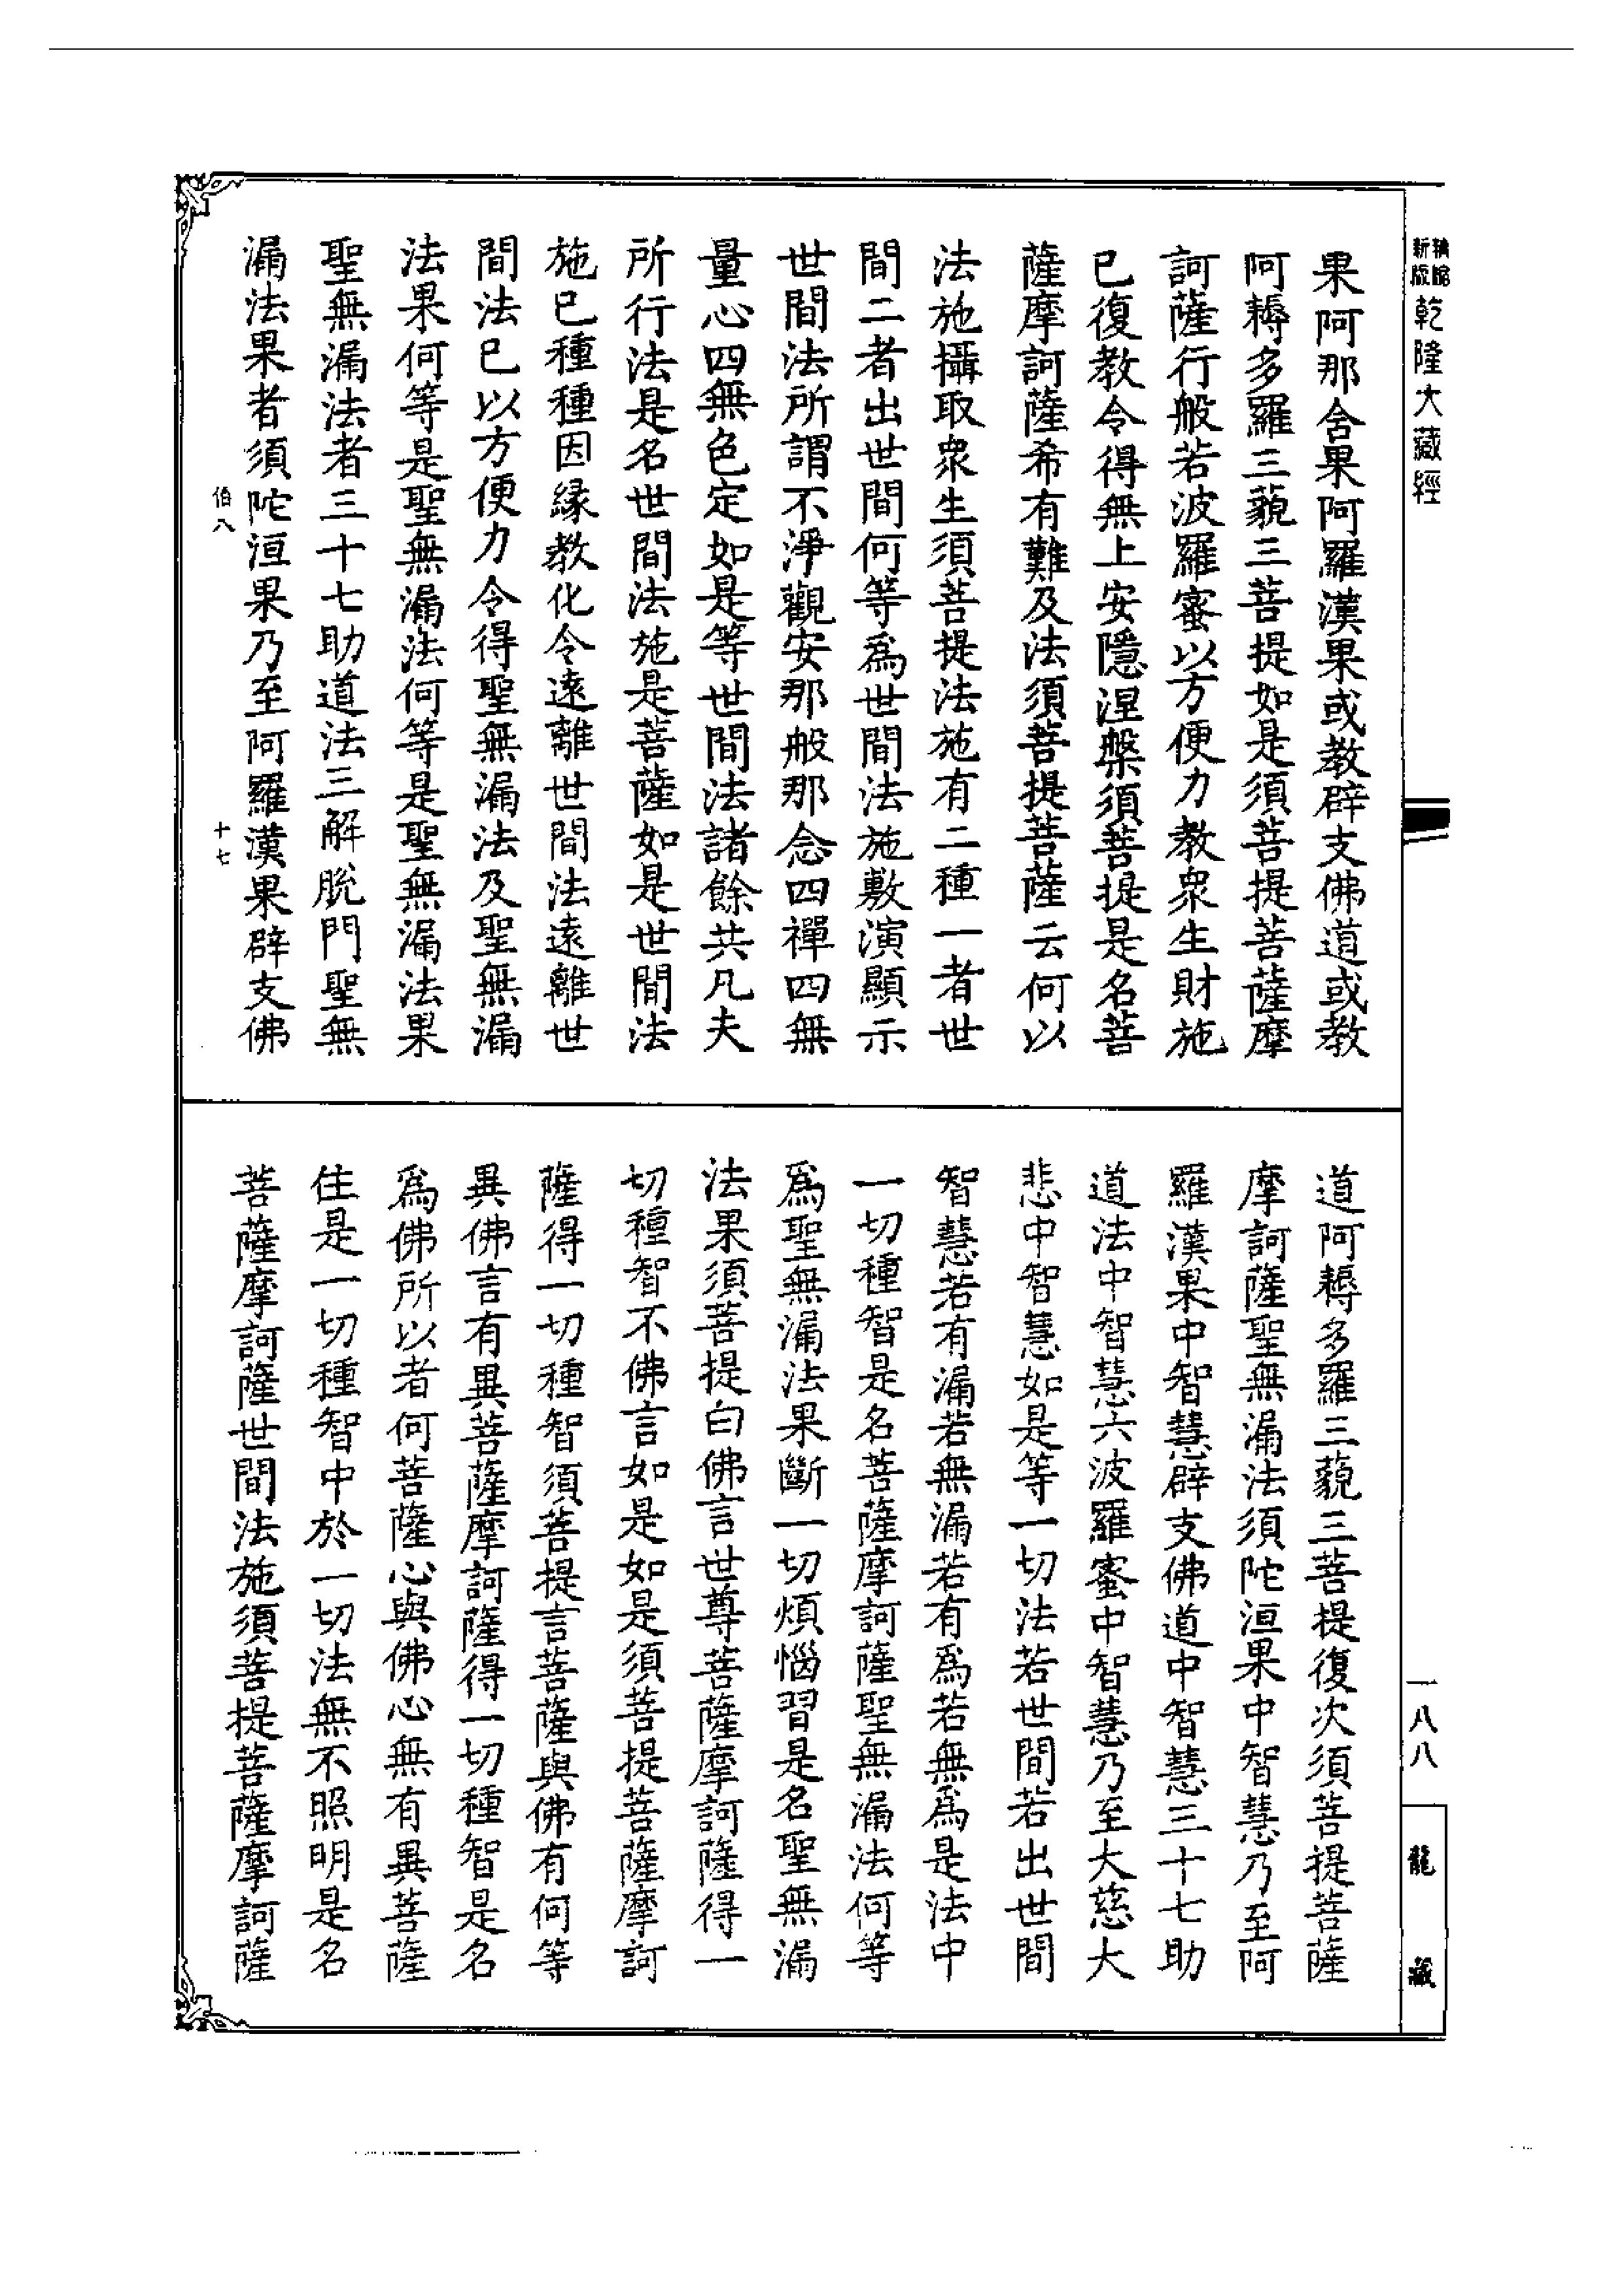 新版
精縮
乾隆大藏經
果阿那含果阿羅漢果或教辟支佛道或教
阿耨多羅三藐三菩提如是須菩提菩薩摩
訶薩行般若波羅蜜以方便力教衆生財施
已復教令得無上安隱涅槃須菩提是名菩
薩摩訶薩希有難及法須菩提菩薩云何以
法施攝取衆生須菩提法施有二種一者世
間二者出世間何等爲世間法施敷演顯示
世間法所謂不淨觀安那般那念四禪四無
量心四無色定如是等世間法諸餘共凡夫
所行法是名世間法施是菩薩如是世間法
施已種種因緣教化令遠離世間法遠離世
間法已以方便力令得聖無漏法及聖無漏
法果何等是聖無漏法何等是聖無漏法果
聖無漏法者三十七助道法三解脫門聖無
漏法果者須陀洹果乃至阿羅漢果辟支佛
伯八
十七
道阿耨多羅三藐三菩提復次須菩提菩薩
摩訶薩聖無漏法須陀洹果中智慧乃至阿
羅漢果中智慧辟支佛道中智慧三十七助
道法中智慧六波羅蜜中智慧乃至大慈大
悲中智慧如是等一切法若世間若出世間
智慧若有漏若無漏若有爲若無爲是法中
一切種智是名菩薩摩訶薩聖無漏法何等
爲聖無漏法果斷一切煩惱習是名聖無漏
法果須菩提白佛言世尊菩薩摩訶薩得一
切種智不佛言如是如是須菩提菩薩摩訶
薩得一切種智須菩提言菩薩與佛有何等
異佛言有異菩薩摩訶薩得一切種智是名
爲佛所以者何菩薩心與佛心無有異菩薩
住是一切種智中於一切法無不照明是名
菩薩摩訶薩世間法施須菩提菩薩摩訶薩
一八八
龍藏